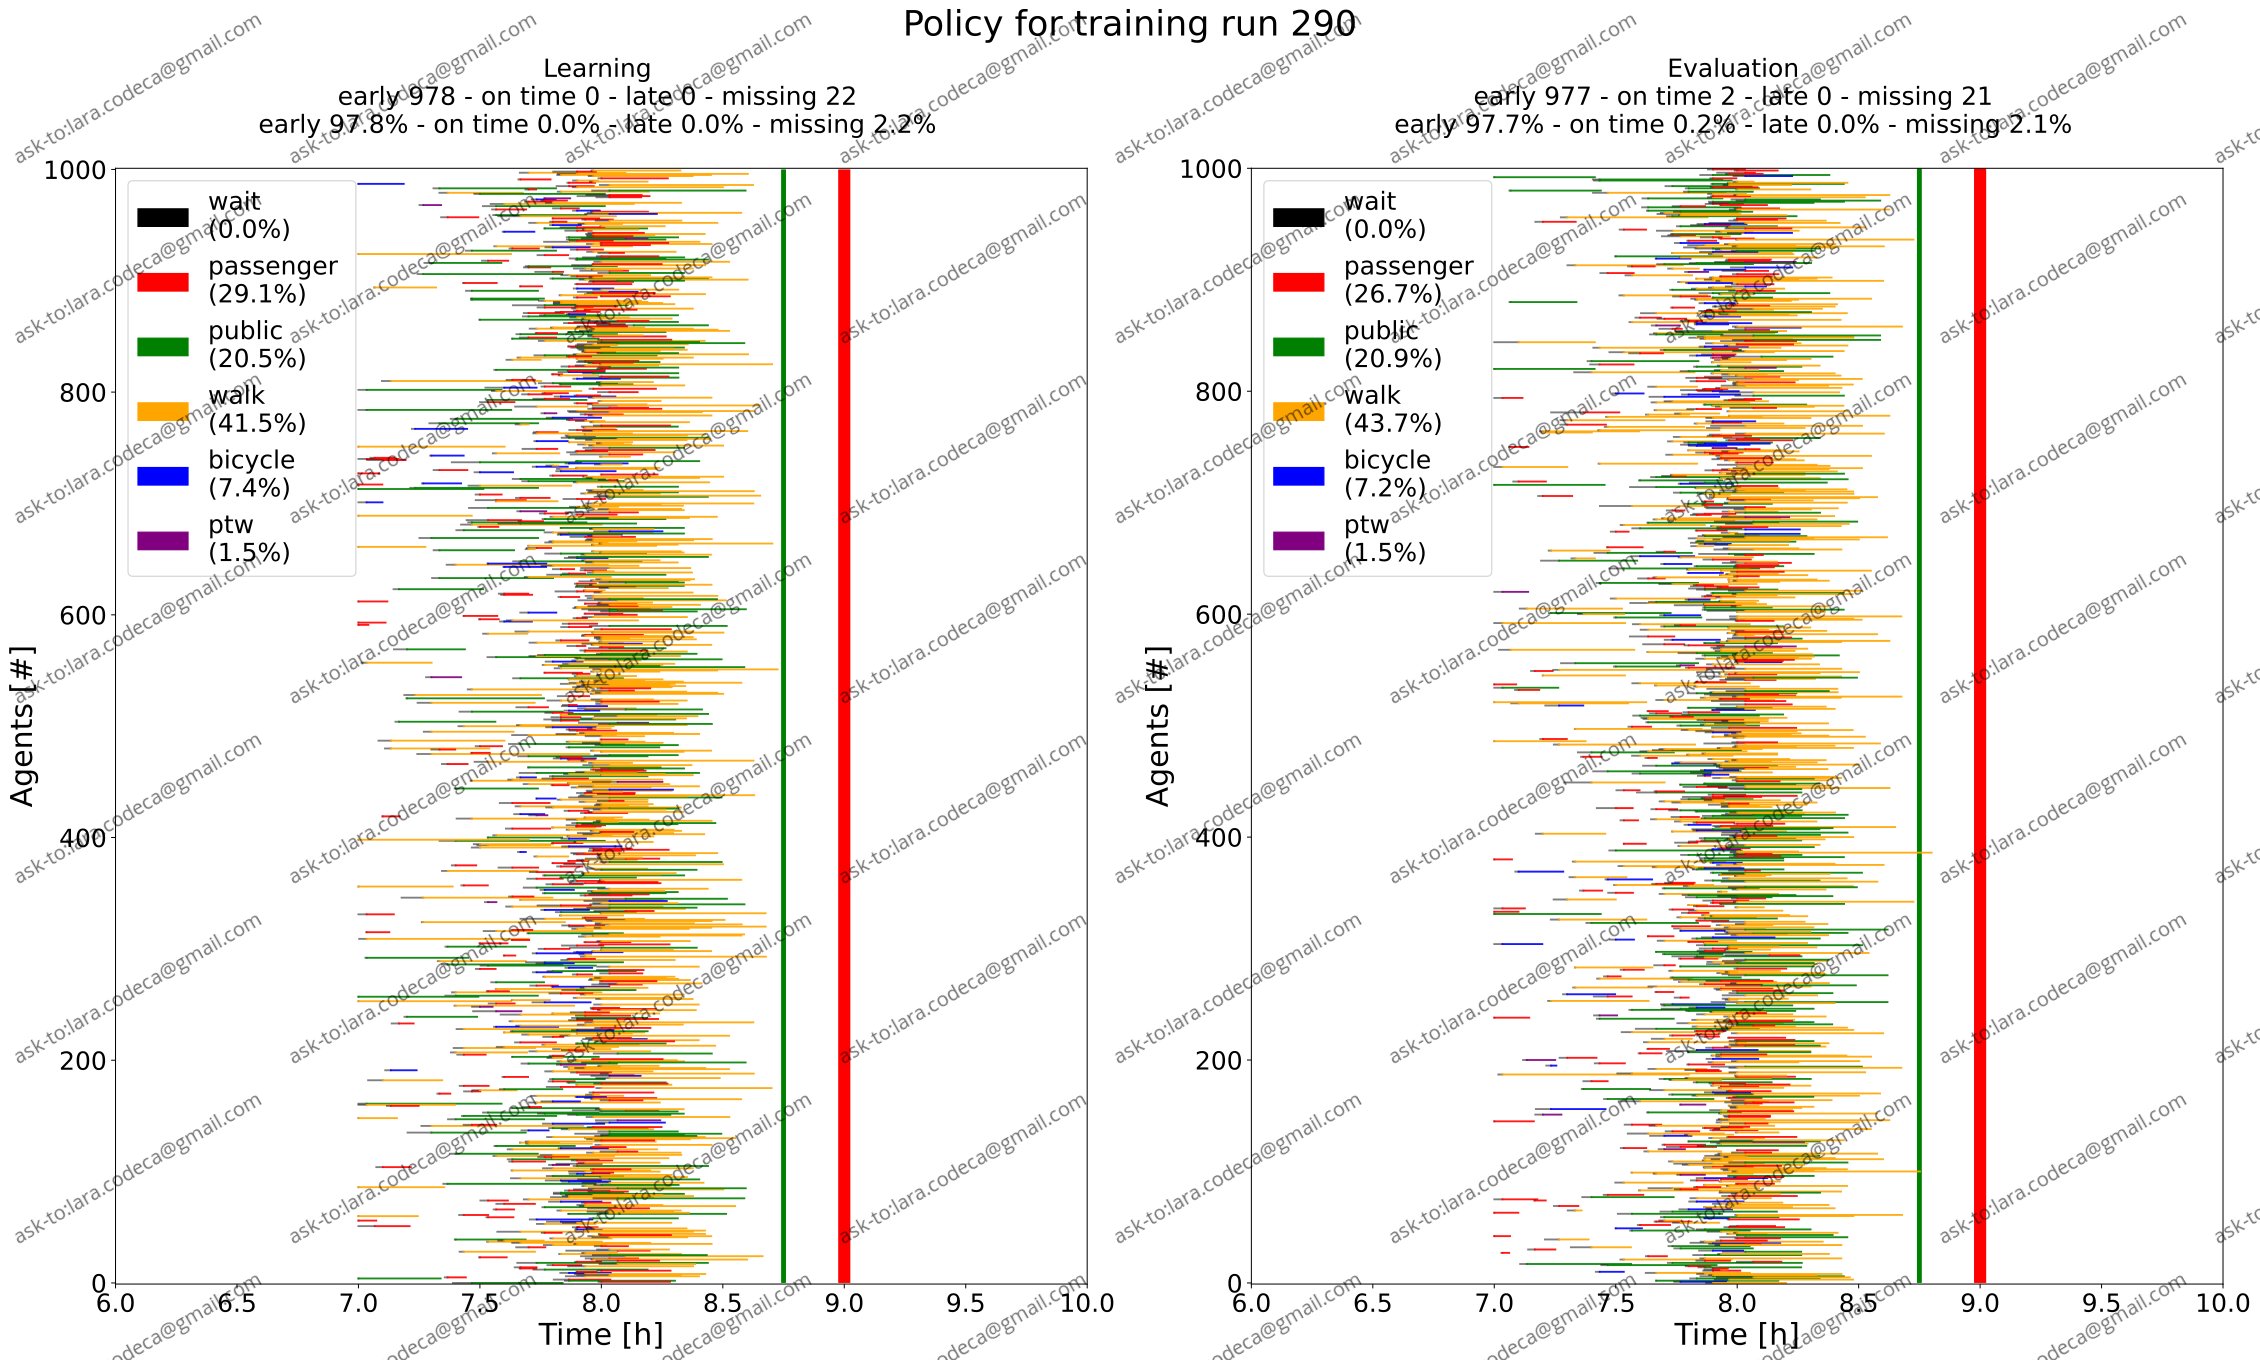 Policy for training run 290
Learning
early 978 - on time 0 - late 0 - missing 22
early 97.8% - on time 0.0% - late 0.0% - missing 2.2%
1000
800
600
400
200
0
Agents [#]
wait
(0.0%)
passenger
(29.1%)
public
(20.5%)
walk
(41.5%)
bicycle
(7.4%)
ptw
(1.5%)
6.0 6.5 7.0 7.5 8.0 8.5 9.0 9.5 10.0
Time [h]
Evaluation
early 977 - on time 2 - late 0 - missing 21
early 97.7% - on time 0.2% - late 0.0% - missing 2.1%
1000
800
600
400
200
0
Agents [#]
wait
(0.0%)
passenger
(26.7%)
public
(20.9%)
walk
(43.7%)
bicycle
(7.2%)
ptw
(1.5%)
6.0 6.5 7.0 7.5 8.0 8.5 9.0 9.5 10.0
Time [h]
ask-to:lara.codeca@gmail.com